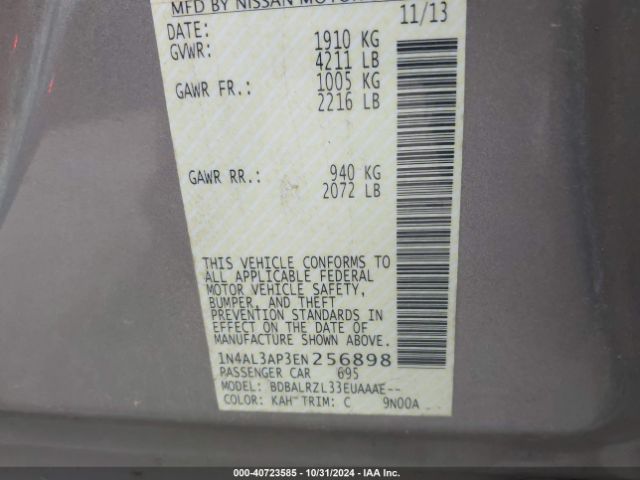 MFD BY NISSAN MOTOR
DATE: 11/13
GVWR: 1910 KG
4211 LB
GAWR FR.: 1005 KG
2216 LB
GAWR RR.: 940 KG
2072 LB
THIS VEHICLE CONFORMS TO
ALL APPLICABLE FEDERAL
MOTOR VEHICLE SAFETY,
BUMPER, AND THEFT
PREVENTION STANDARDS IN
EFFECT ON THE DATE OF
MANUFACTURE SHOWN ABOVE.
1N4AL3AP3EN256898
PASSENGER CAR 695
MODEL: BDBALRZL33EUAAAE--
COLOR: KAH TRIM: C 9N00A
000-40723585 - 10/31/2024 - IAA Inc.